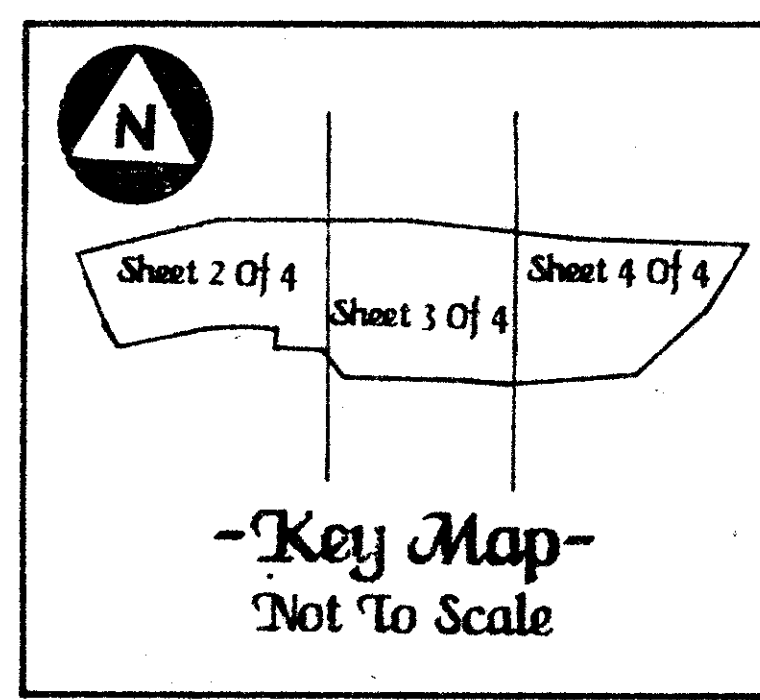 N
Sheet 2 Of 4
Sheet 3 Of 4
Sheet 4 Of 4
-Key Map-
Not To Scale